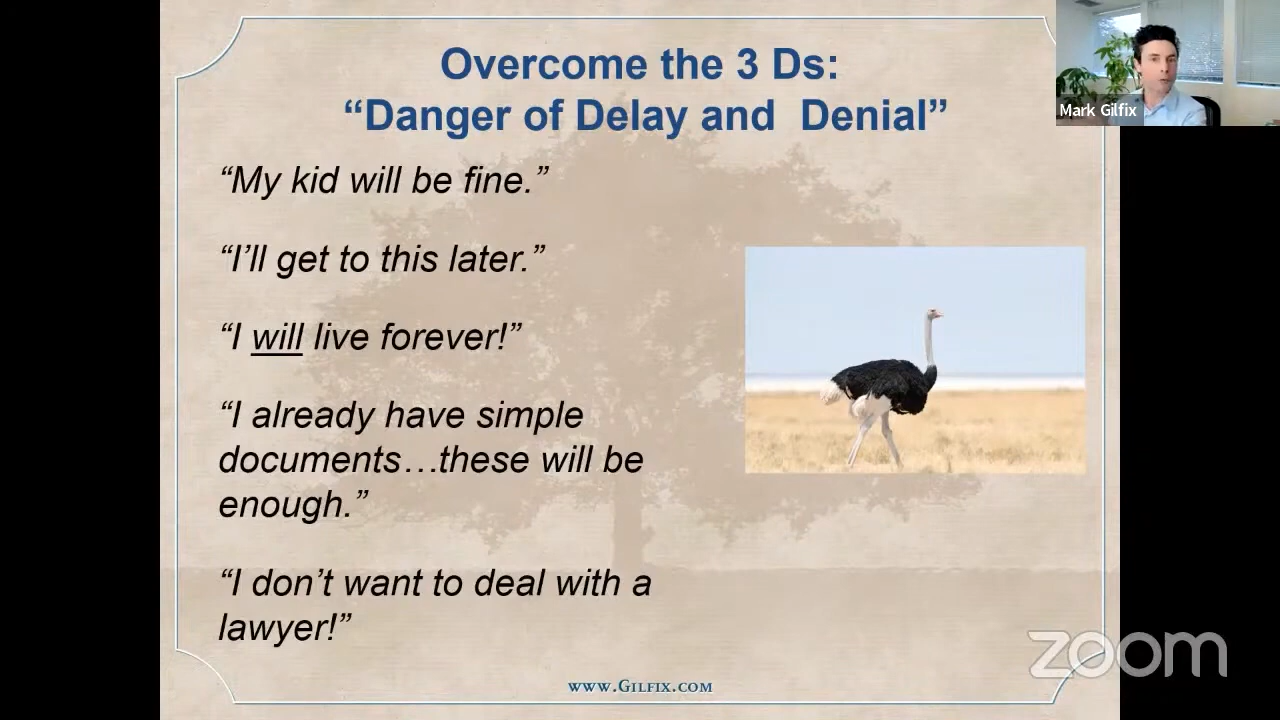 Overcome the 3 Ds:
“Danger of Delay and  Denial”
Mark Gilfix
“My kid will be fine.”
“I’ll get to this later.”
“I will live forever!”
“I already have simple
documents…these will be
enough.”
“I don’t want to deal with a
lawyer!”
zoom
www.Gilfix.com